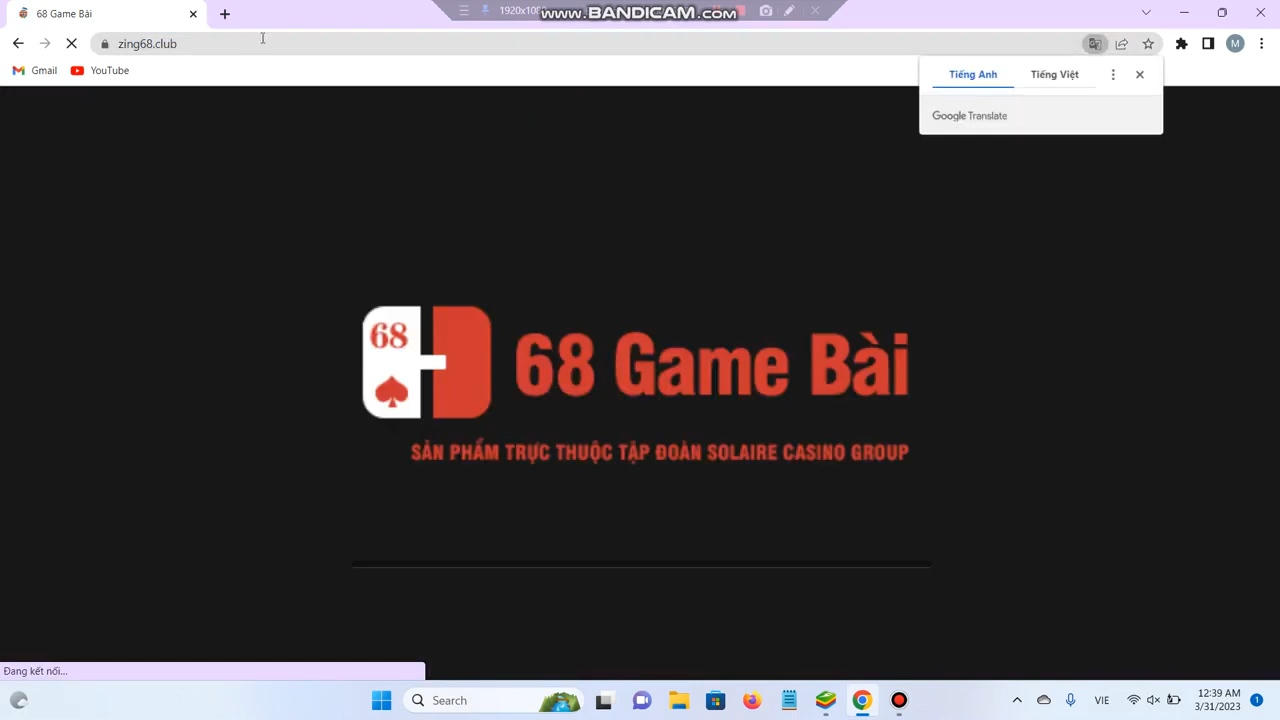 68 Game Bài
1920x1080
www.BANDICAM.com
zing68.club
M
Gmail
YouTube
Tiếng Anh
Tiếng Việt
Google Translate
68
68 Game Bài
SẢN PHẨM TRỰC THUỘC TẬP ĐOÀN SOLAIRE CASINO GROUP
Đang kết nối...
Search
VIE
12:39 AM
3/31/2023
1